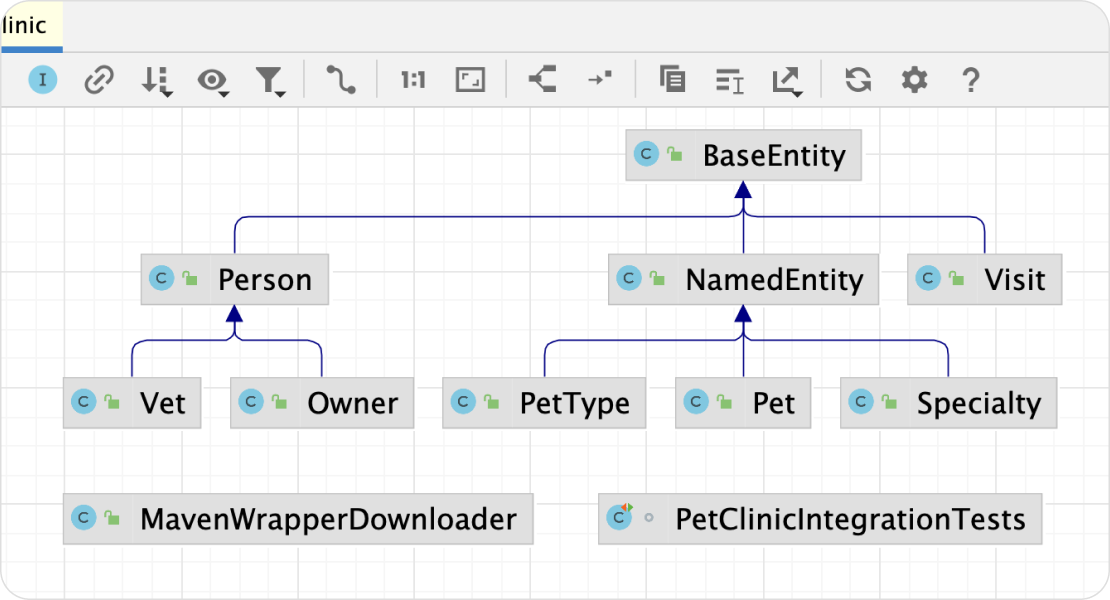 linic
I 1:1 ?
C BaseEntity
C Person C NamedEntity C Visit
C Vet C Owner C PetType C Pet C Specialty
C MavenWrapperDownloader C PetClinicIntegrationTests